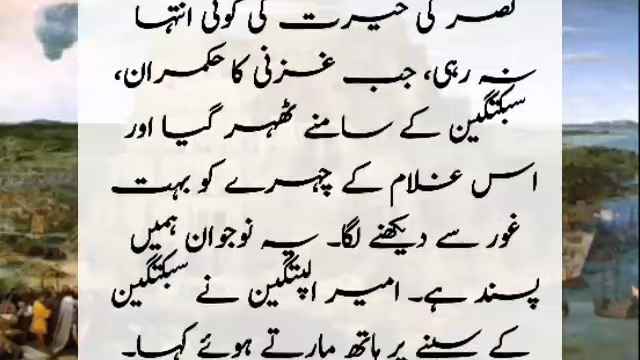 نصر کی حیرت کی کوئی انتہا
نہ رہی، جب غزنی کا حکمران،
سبکتگین کے سامنے ٹھہر گیا اور
اس غلام کے چہرے کو بہت
غور سے دیکھنے لگا۔ یہ نوجوان ہمیں
پسند ہے۔ امیر الپتگین نے سبکتگین
کے سینے پر ہاتھ مارتے ہوئے کہا۔